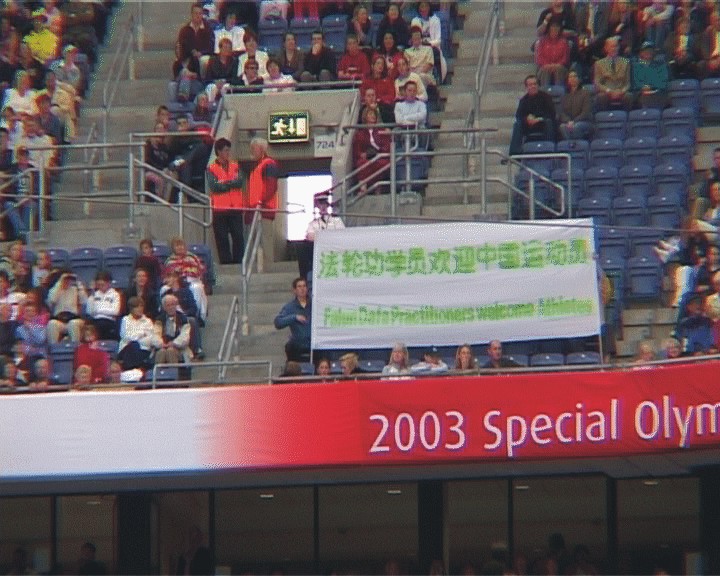 724
法轮功学员欢迎中国运动员
Falun Dafa Practitioners welcome Athletes
2003 Special Olym